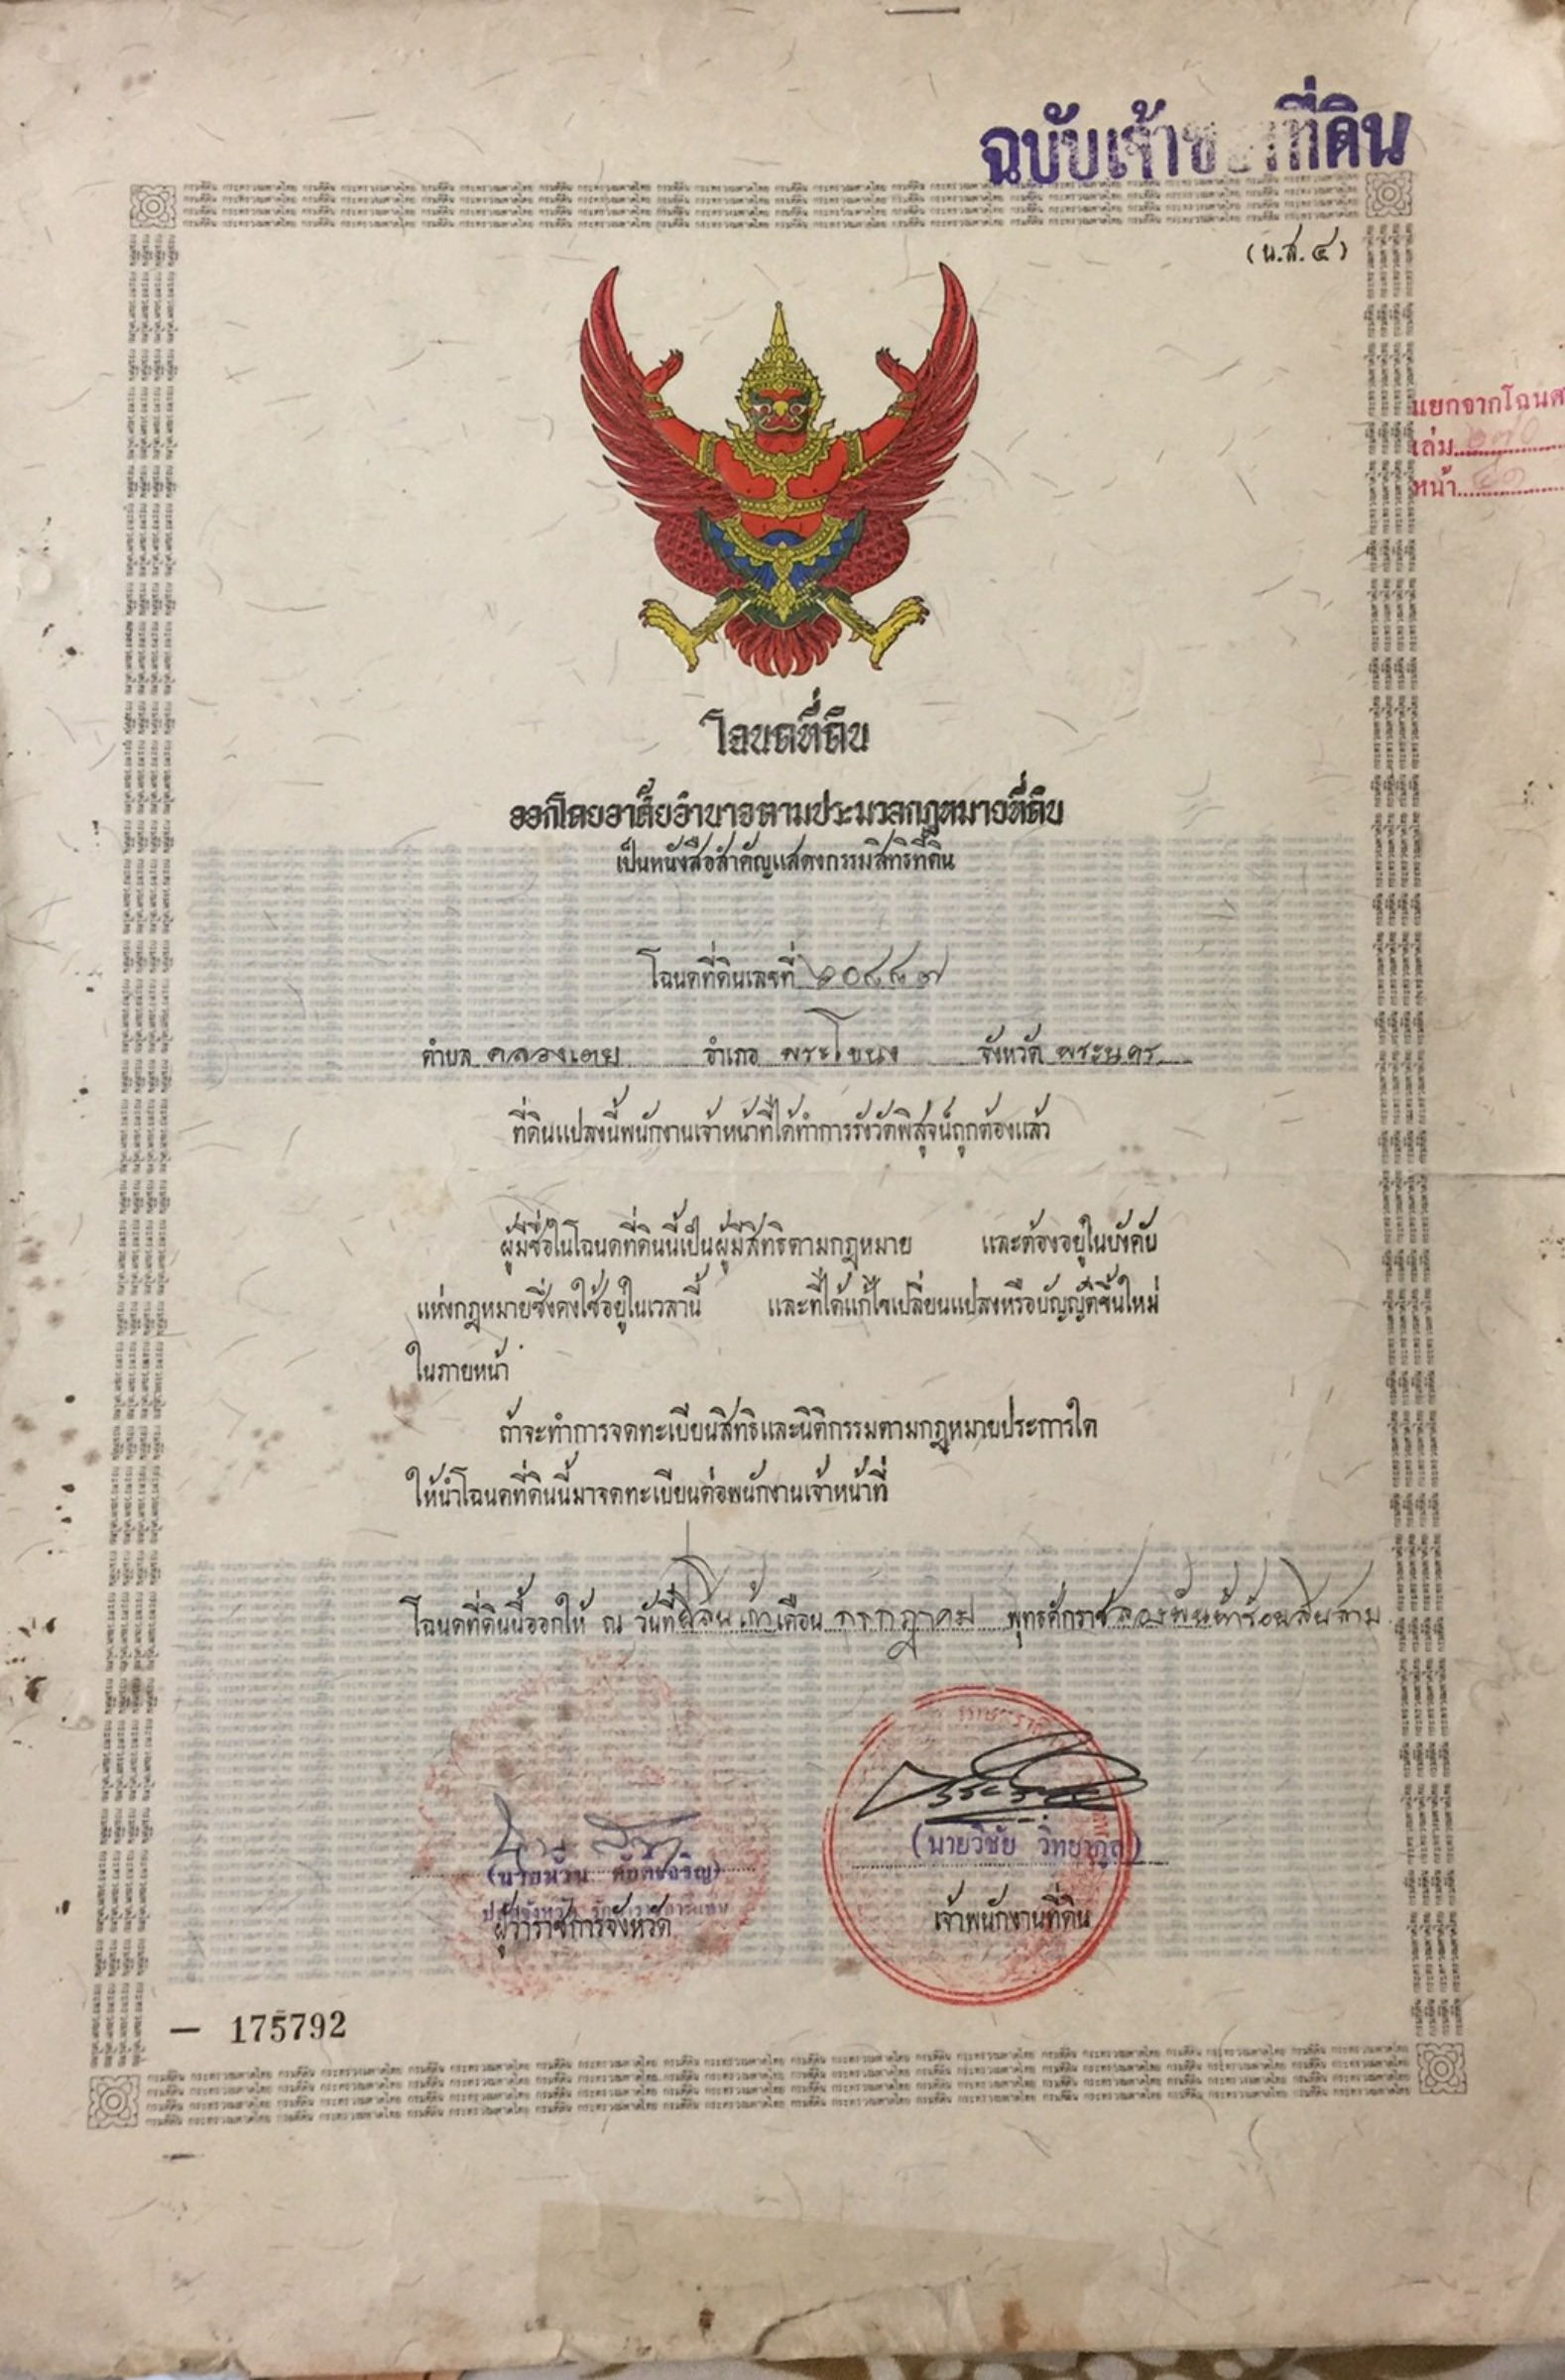 ฉบับเจ้าของที่ดิน
(น.ส. ๔)
แยกจากโฉนด
เล่ม
หน้า
โฉนดที่ดิน
ออกโดยอาศัยอำนาจตามประมวลกฎหมายที่ดิน
เป็นหนังสือสำคัญแสดงกรรมสิทธิ์ที่ดิน
โฉนดที่ดินเลขที่
ตำบล คลองเตย อำเภอ พระโขนง จังหวัด พระนคร
ที่ดินแปลงนี้พนักงานเจ้าหน้าที่ได้ทำการรังวัดพิสูจน์ถูกต้องแล้ว
ผู้มีชื่อในโฉนดที่ดินนี้เป็นผู้มีสิทธิตามกฎหมาย และต้องอยู่ในบังคับ
แห่งกฎหมายซึ่งคงใช้อยู่ในเวลานี้ และที่ได้แก้ไขเปลี่ยนแปลงหรือบัญญัติขึ้นใหม่
ในภายหน้า
ถ้าจะทำการจดทะเบียนสิทธิและนิติกรรมตามกฎหมายประการใด
ให้นำโฉนดที่ดินนี้มาจดทะเบียนต่อพนักงานเจ้าหน้าที่
โฉนดที่ดินนี้ออกให้ ณ วันที่ สิบเก้า เดือน กรกฎาคม พุทธศักราช สองพันห้าร้อยสิบสาม
(นายวิชัย วิทยากูล)
ผู้ว่าราชการจังหวัด เจ้าพนักงานที่ดิน
— 175792